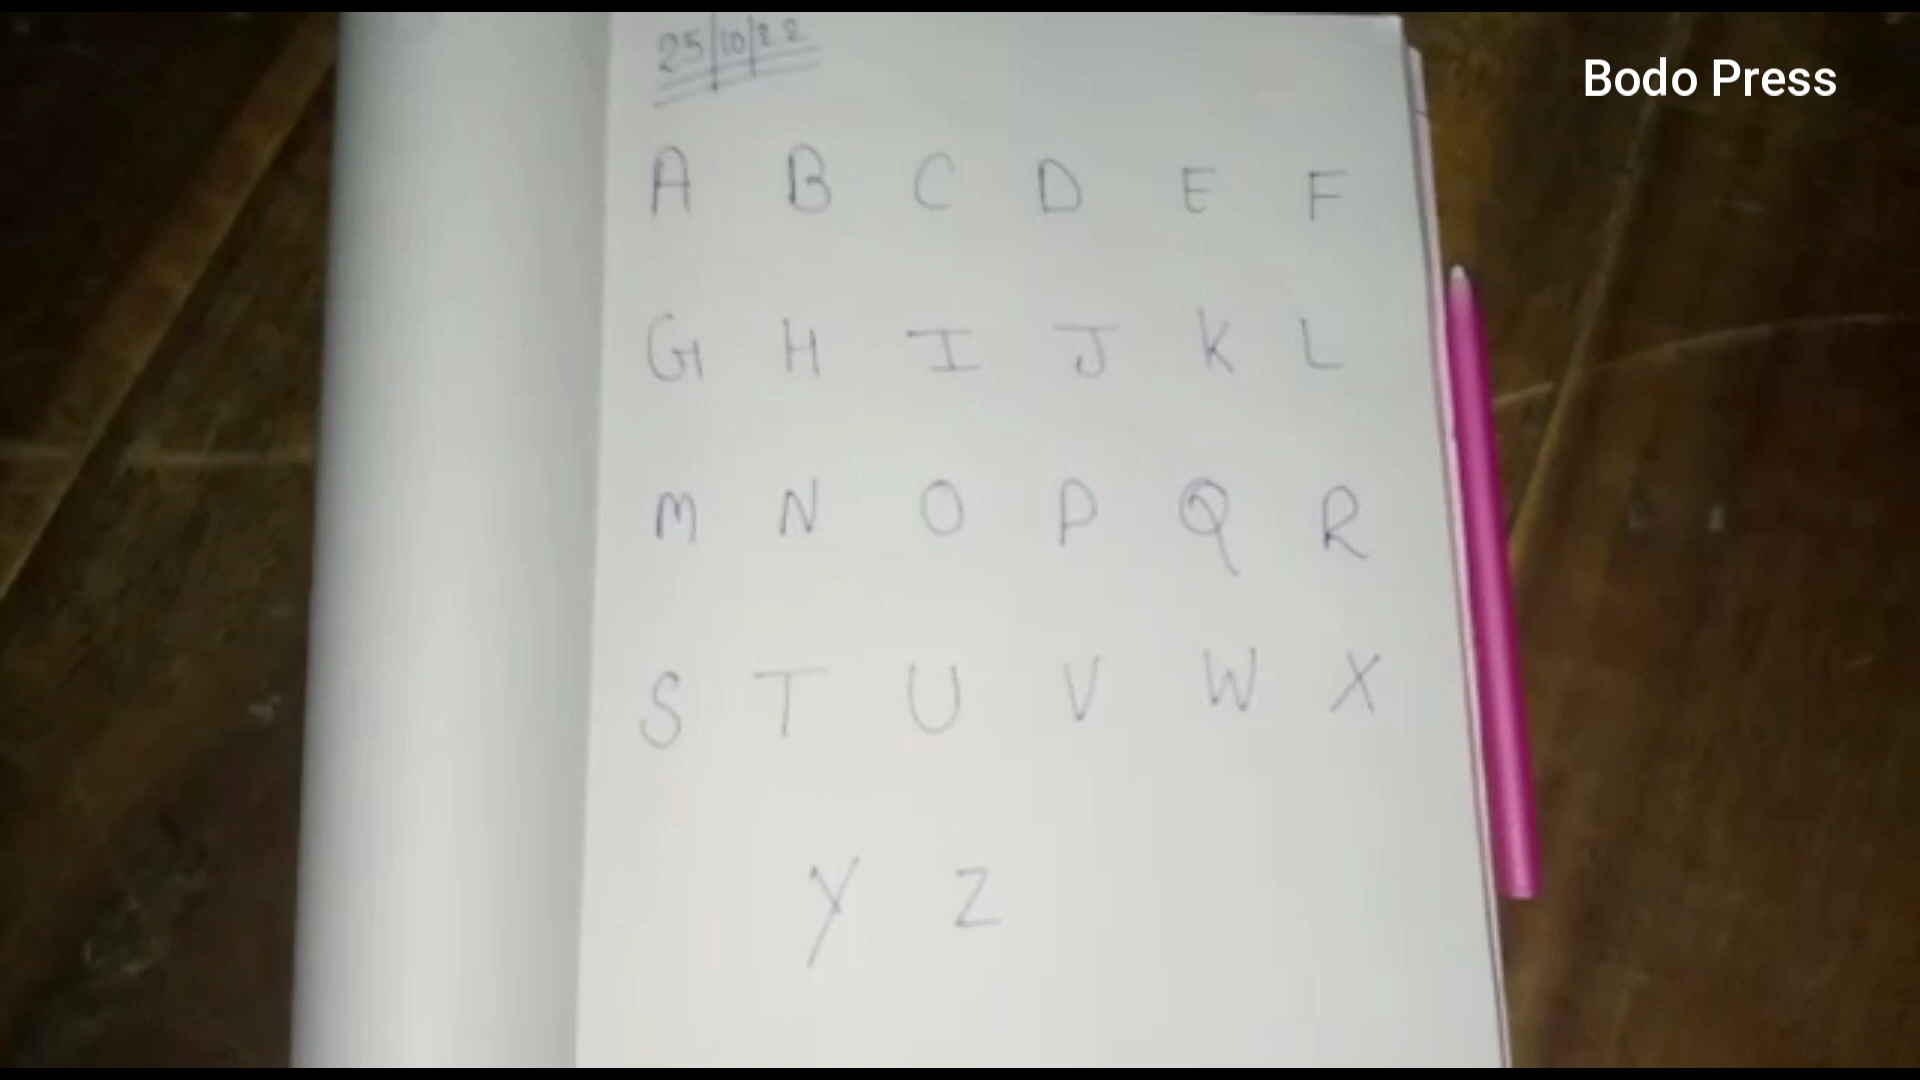 25/10/22
Bodo Press
A B C D E F
G H I J K L
M N O P Q R
S T U V W X
Y Z